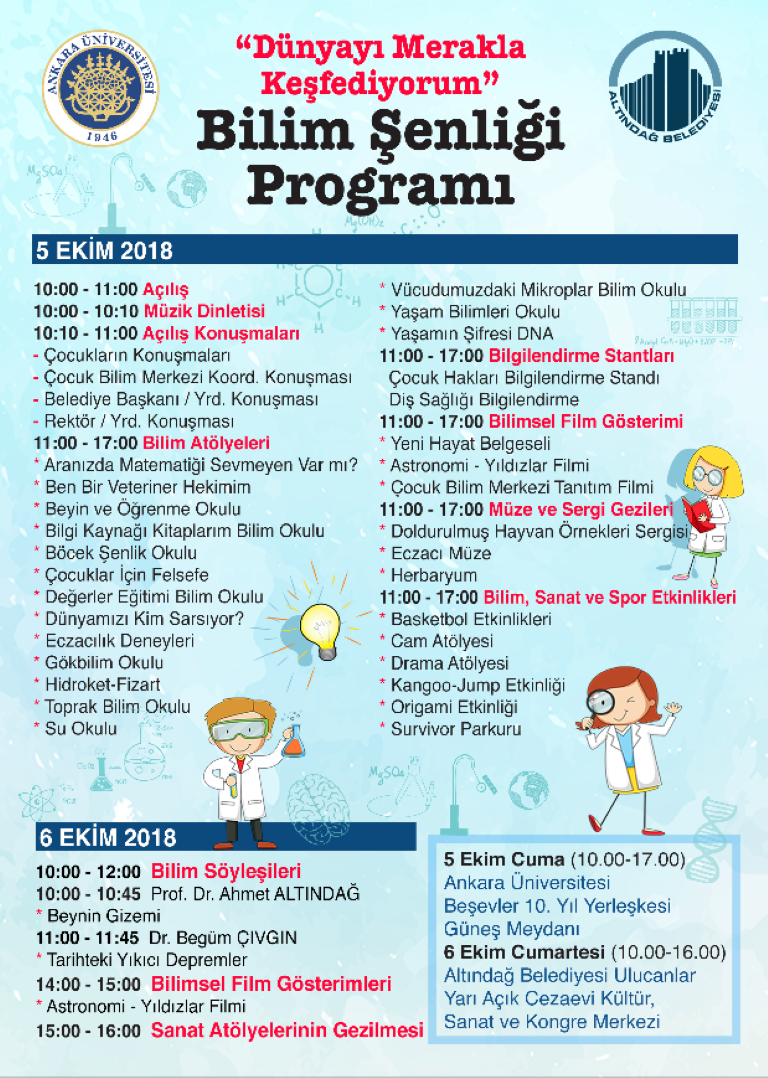 ANKARA ÜNİVERSİTESİ
1946
"Dünyayı Merakla
Keşfediyorum"
Bilim Şenliği
Programı
ALTINDAĞ BELEDİYESİ
MgSO4
Mg(OH)2
5 EKİM 2018
10:00 - 11:00 Açılış
10:00 - 10:10 Müzik Dinletisi
10:10 - 11:00 Açılış Konuşmaları
- Çocukların Konuşmaları
- Çocuk Bilim Merkezi Koord. Konuşması
- Belediye Başkanı / Yrd. Konuşması
- Rektör / Yrd. Konuşması
11:00 - 17:00 Bilim Atölyeleri
* Aranızda Matematiği Sevmeyen Var mı?
* Ben Bir Veteriner Hekimim
* Beyin ve Öğrenme Okulu
* Bilgi Kaynağı Kitaplarım Bilim Okulu
* Böcek Şenlik Okulu
* Çocuklar İçin Felsefe
* Değerler Eğitimi Bilim Okulu
* Dünyamızı Kim Sarsıyor?
* Eczacılık Deneyleri
* Gökbilim Okulu
* Hidroket-Fizart
* Toprak Bilim Okulu
* Su Okulu
* Vücudumuzdaki Mikroplar Bilim Okulu
* Yaşam Bilimleri Okulu
* Yaşamın Şifresi DNA
11:00 - 17:00 Bilgilendirme Stantları
Çocuk Hakları Bilgilendirme Standı
Diş Sağlığı Bilgilendirme
11:00 - 17:00 Bilimsel Film Gösterimi
* Yeni Hayat Belgeseli
* Astronomi - Yıldızlar Filmi
* Çocuk Bilim Merkezi Tanıtım Filmi
11:00 - 17:00 Müze ve Sergi Gezileri
* Doldurulmuş Hayvan Örnekleri Sergisi
* Eczacı Müze
* Herbaryum
11:00 - 17:00 Bilim, Sanat ve Spor Etkinlikleri
* Basketbol Etkinlikleri
* Cam Atölyesi
* Drama Atölyesi
* Kangoo-Jump Etkinliği
* Origami Etkinliği
* Survivor Parkuru
MgSO4
6 EKİM 2018
10:00 - 12:00 Bilim Söyleşileri
10:00 - 10:45 Prof. Dr. Ahmet ALTINDAĞ
* Beynin Gizemi
11:00 - 11:45 Dr. Begüm ÇIVGIN
* Tarihteki Yıkıcı Depremler
14:00 - 15:00 Bilimsel Film Gösterimleri
* Astronomi - Yıldızlar Filmi
15:00 - 16:00 Sanat Atölyelerinin Gezilmesi
5 Ekim Cuma (10.00-17.00)
Ankara Üniversitesi
Beşevler 10. Yıl Yerleşkesi
Güneş Meydanı
6 Ekim Cumartesi (10.00-16.00)
Altındağ Belediyesi Ulucanlar
Yarı Açık Cezaevi Kültür,
Sanat ve Kongre Merkezi